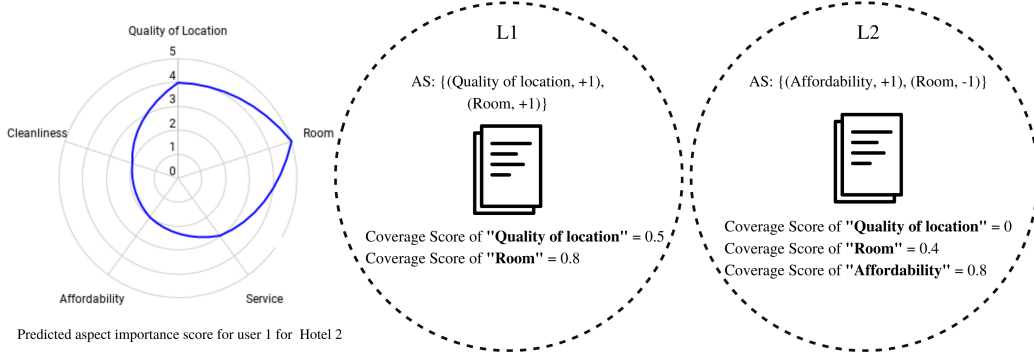 Quality of Location
5
4
3
2
1
0
Cleanliness
Room
Affordability
Service
Predicted aspect importance score for user 1 for Hotel 2
L1
AS: {(Quality of location, +1),
(Room, +1)}
Coverage Score of "Quality of location" = 0.5
Coverage Score of "Room" = 0.8
L2
AS: {(Affordability, +1), (Room, -1)}
Coverage Score of "Quality of location" = 0
Coverage Score of "Room" = 0.4
Coverage Score of "Affordability" = 0.8